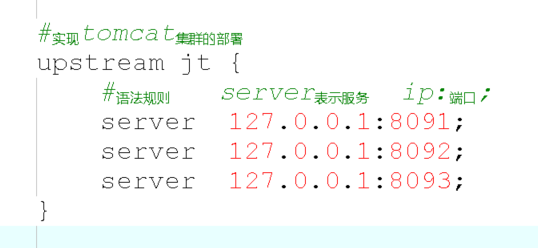 #实现tomcat集群的部署
upstream jt {
#语法规则 server表示服务 ip:端口;
server 127.0.0.1:8091;
server 127.0.0.1:8092;
server 127.0.0.1:8093;
}